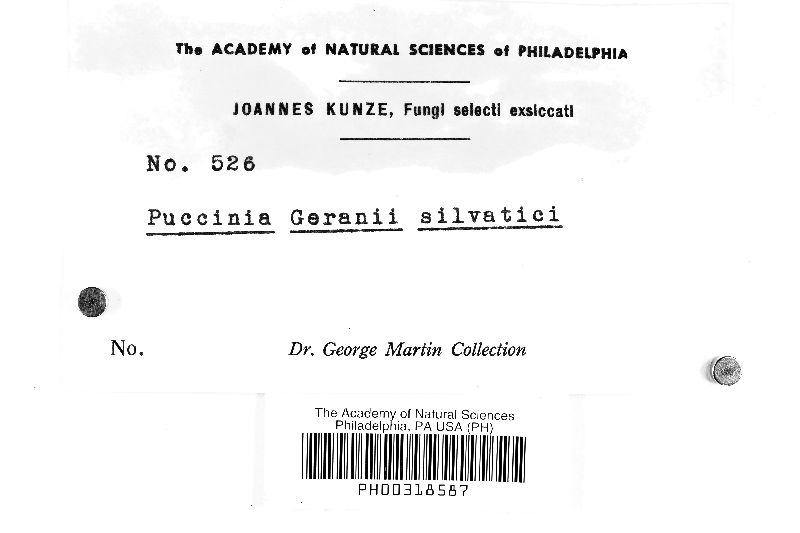 The ACADEMY of NATURAL SCIENCES of PHILADELPHIA
JOANNES KUNZE, Fungi selecti exsiccati
No. 526
Puccinia Geranii silvatici
No.
Dr. George Martin Collection
The Academy of Natural Sciences
Philadelphia, PA USA (PH)
PH00318587